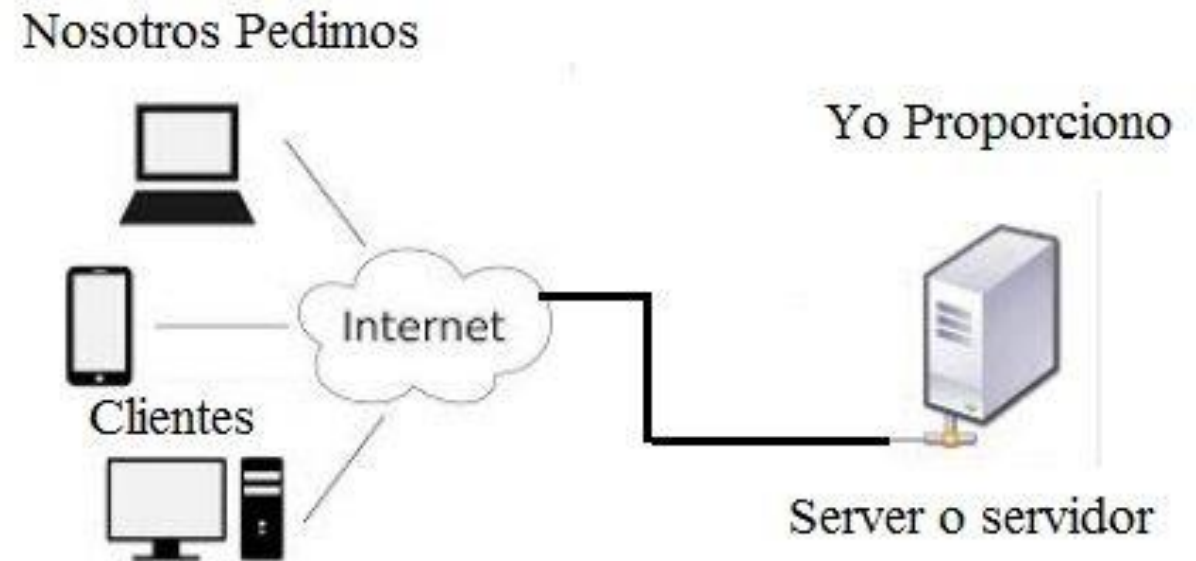 Nosotros Pedimos
Yo Proporciono
Internet
Clientes
Server o servidor